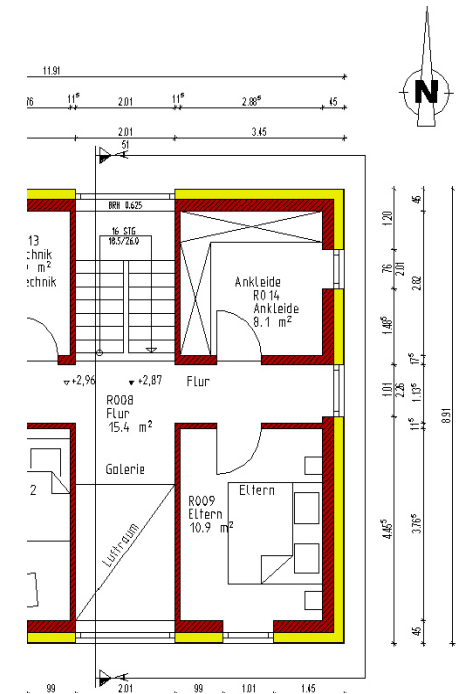 N
11.91
76 11⁵ 2.01 11⁵ 2.88⁵ 45
2.01 3.45
51
BRH 0.625
16 STG
18.5/26.0
13
chnik
m²
echnik
Ankleide
R014
Ankleide
8.1 m²
1.20
45
76
2.01
2.82
1.48⁵
17⁵
1.01
2.26
1.13⁵
11⁵
8.91
+2,96 +2,87 Flur
R008
Flur
15.4 m²
Galerie
2
Luftraum
R009
Eltern
10.9 m²
Eltern
4.45⁵
3.76⁵
45
99 2.01 99 1.01 1.45